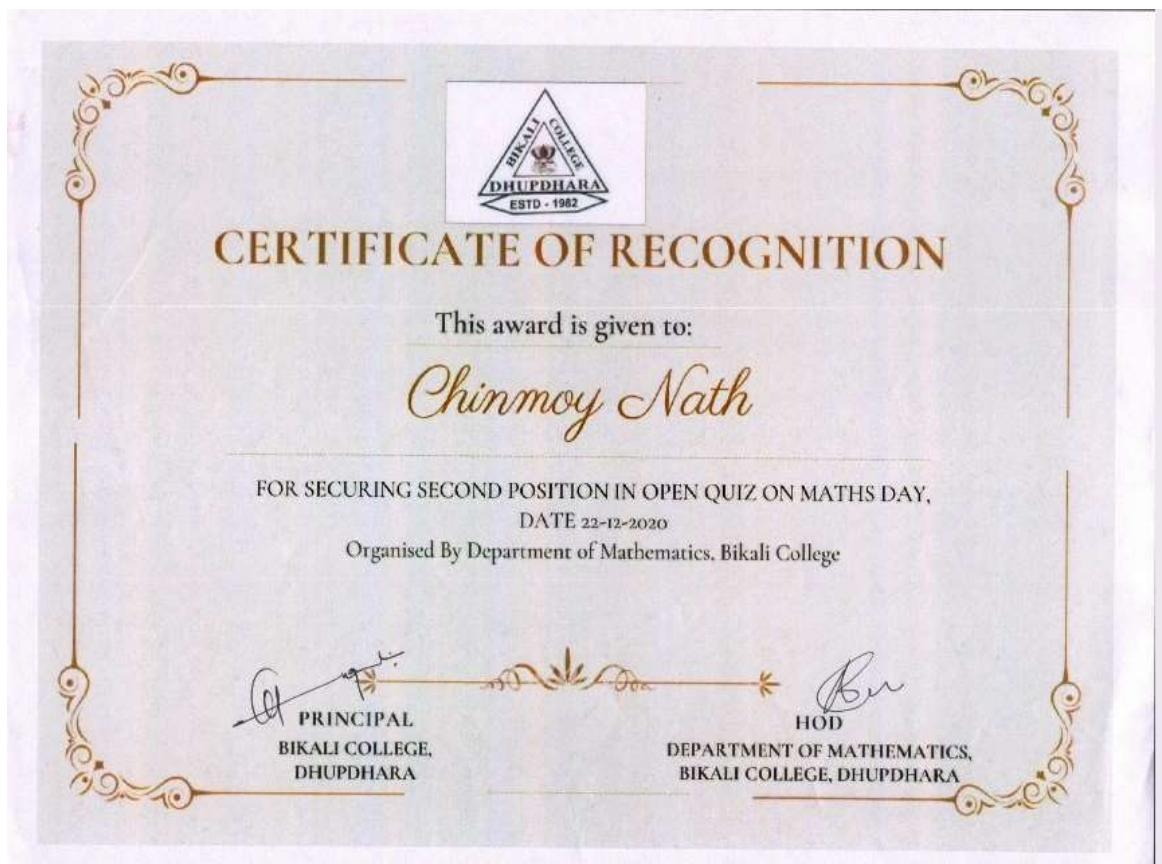 BIKALI COLLEGE
DHUPDHARA
ESTD - 1982
CERTIFICATE OF RECOGNITION
This award is given to:
Chinmoy Nath
FOR SECURING SECOND POSITION IN OPEN QUIZ ON MATHS DAY,
DATE 22-12-2020
Organised By Department of Mathematics, Bikali College
PRINCIPAL
BIKALI COLLEGE,
DHUPDHARA
HOD
DEPARTMENT OF MATHEMATICS,
BIKALI COLLEGE, DHUPDHARA